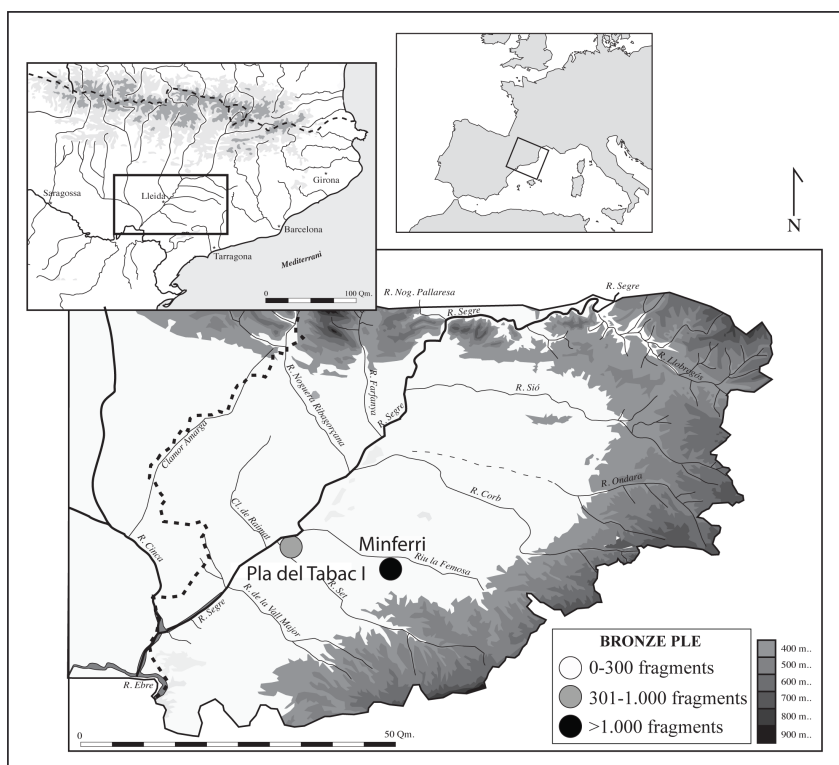 Saragossa
Lleida
Girona
Barcelona
Tarragona
Mediterrani
0
100 Qm.
N
R. Nog. Pallaresa
R. Segre
R. Segre
R. Llobregós
R. Noguera Ribagorçana
R. Farfanya
R. Segre
R. Sió
Clamor Amarga
R. Ondara
R. Corb
Cl. de Raimat
R. Cinca
Minferri
Riu la Femosa
Pla del Tabac I
R. Set
R. de la Vall Major
R. Segre
R. Ebre
BRONZE PLE
0-300 fragments
301-1.000 fragments
>1.000 fragments
400 m..
500 m..
600 m..
700 m..
800 m..
900 m..
0
50 Qm.